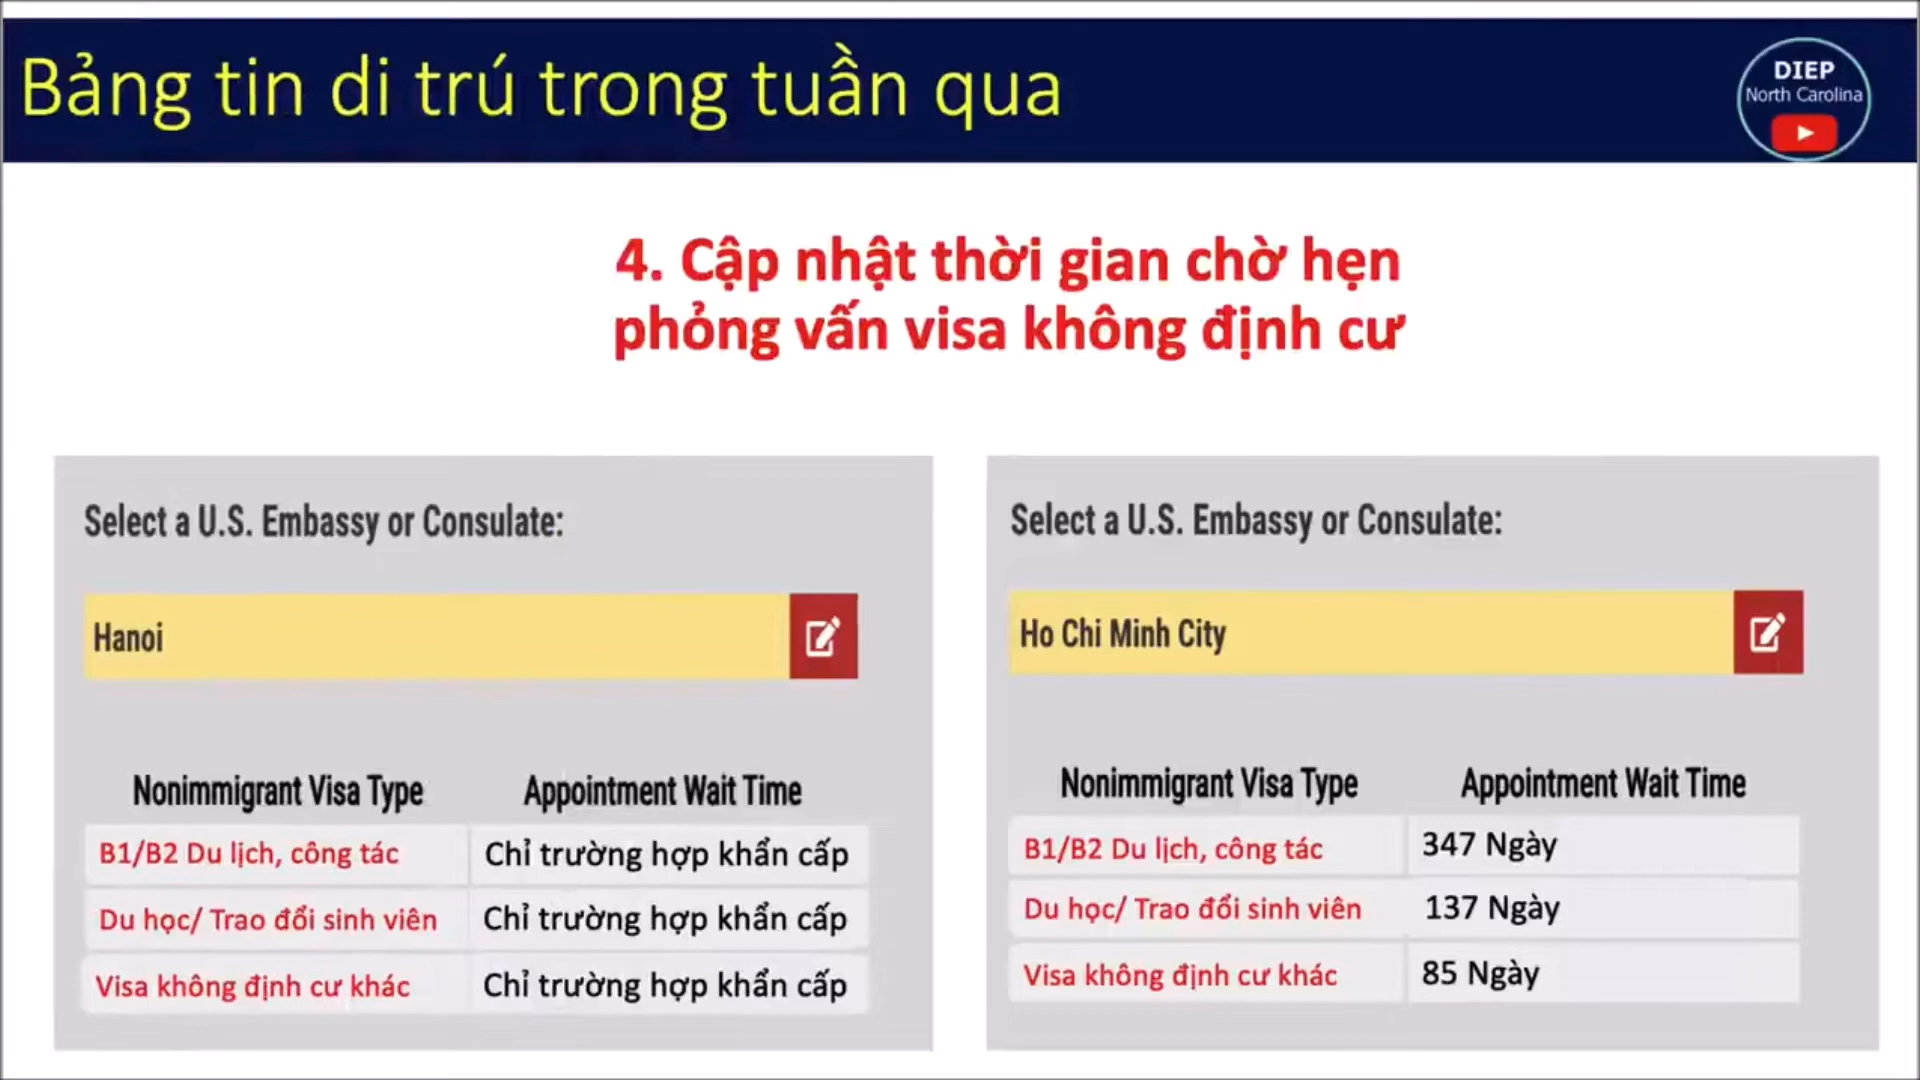 Bảng tin di trú trong tuần qua
DIEP
North Carolina
4. Cập nhật thời gian chờ hẹn
phỏng vấn visa không định cư
Select a U.S. Embassy or Consulate:
Hanoi
Nonimmigrant Visa Type Appointment Wait Time
B1/B2 Du lịch, công tác Chỉ trường hợp khẩn cấp
Du học/ Trao đổi sinh viên Chỉ trường hợp khẩn cấp
Visa không định cư khác Chỉ trường hợp khẩn cấp
Select a U.S. Embassy or Consulate:
Ho Chi Minh City
Nonimmigrant Visa Type Appointment Wait Time
B1/B2 Du lịch, công tác 347 Ngày
Du học/ Trao đổi sinh viên 137 Ngày
Visa không định cư khác 85 Ngày